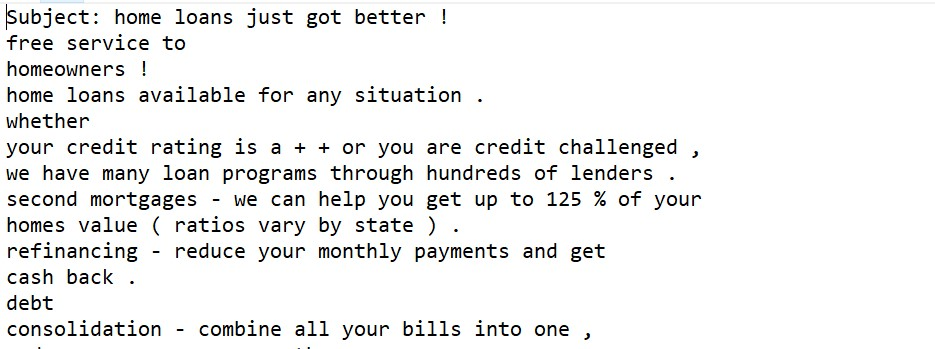 Subject: home loans just got better !
free service to
homeowners !
home loans available for any situation .
whether
your credit rating is a + + or you are credit challenged ,
we have many loan programs through hundreds of lenders .
second mortgages - we can help you get up to 125 % of your
homes value ( ratios vary by state ) .
refinancing - reduce your monthly payments and get
cash back .
debt
consolidation - combine all your bills into one ,